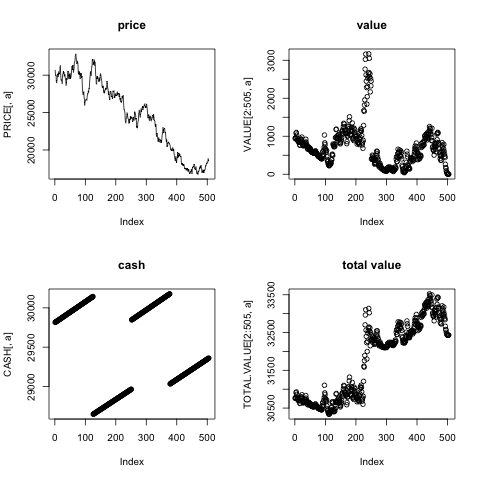 price
PRICE[, a]
20000 25000 30000
0 100 200 300 400 500
Index
value
VALUE[2:505, a]
0 1000 2000 3000
0 100 200 300 400 500
Index
cash
CASH[, a]
29000 29500 30000
0 100 200 300 400 500
Index
total value
TOTAL.VALUE[2:505, a]
30500 31500 32500 33500
0 100 200 300 400 500
Index